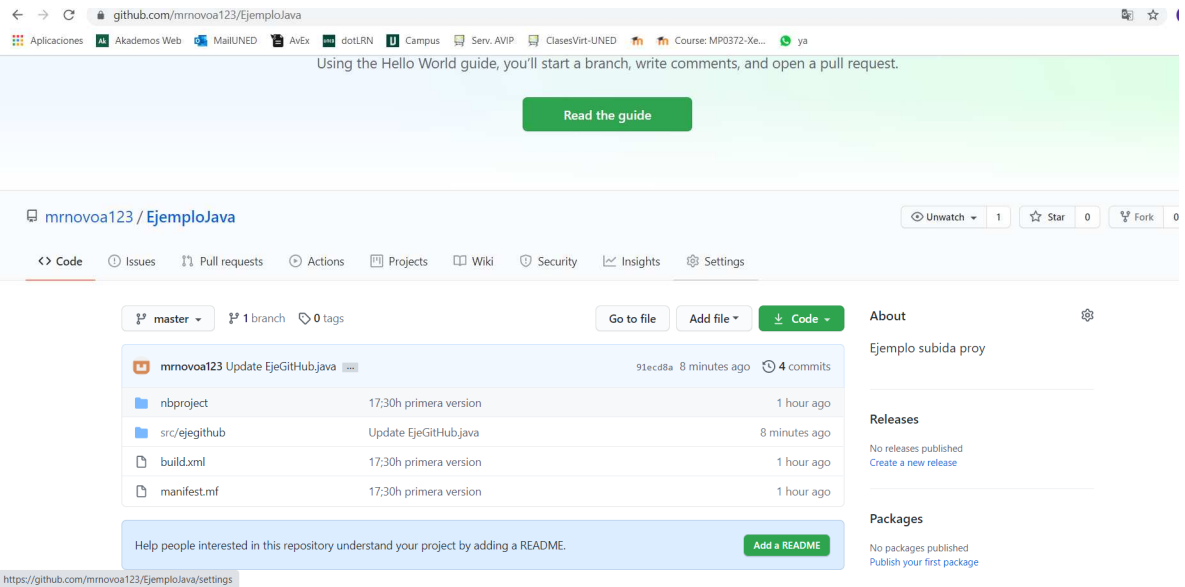 github.com/mrnovoa123/EjemploJava
Aplicaciones Ak Akademos Web MailUNED AvEx UNED dotLRN U Campus Serv. AVIP ClasesVirt-UNED Course: MP0372-Xe... ya
Using the Hello World guide, you'll start a branch, write comments, and open a pull request.
Read the guide
mrnovoa123 / EjemploJava Unwatch 1 Star 0 Fork 0
Code Issues Pull requests Actions Projects Wiki Security Insights Settings
master 1 branch 0 tags Go to file Add file Code About
Ejemplo subida proy
mrnovoa123 Update EjeGitHub.java ... 91ecd8a 8 minutes ago 4 commits
nbproject 17;30h primera version 1 hour ago
src/ejegithub Update EjeGitHub.java 8 minutes ago
build.xml 17;30h primera version 1 hour ago
manifest.mf 17;30h primera version 1 hour ago
Releases
No releases published
Create a new release
Packages
No packages published
Publish your first package
Help people interested in this repository understand your project by adding a README. Add a README
https://github.com/mrnovoa123/EjemploJava/settings